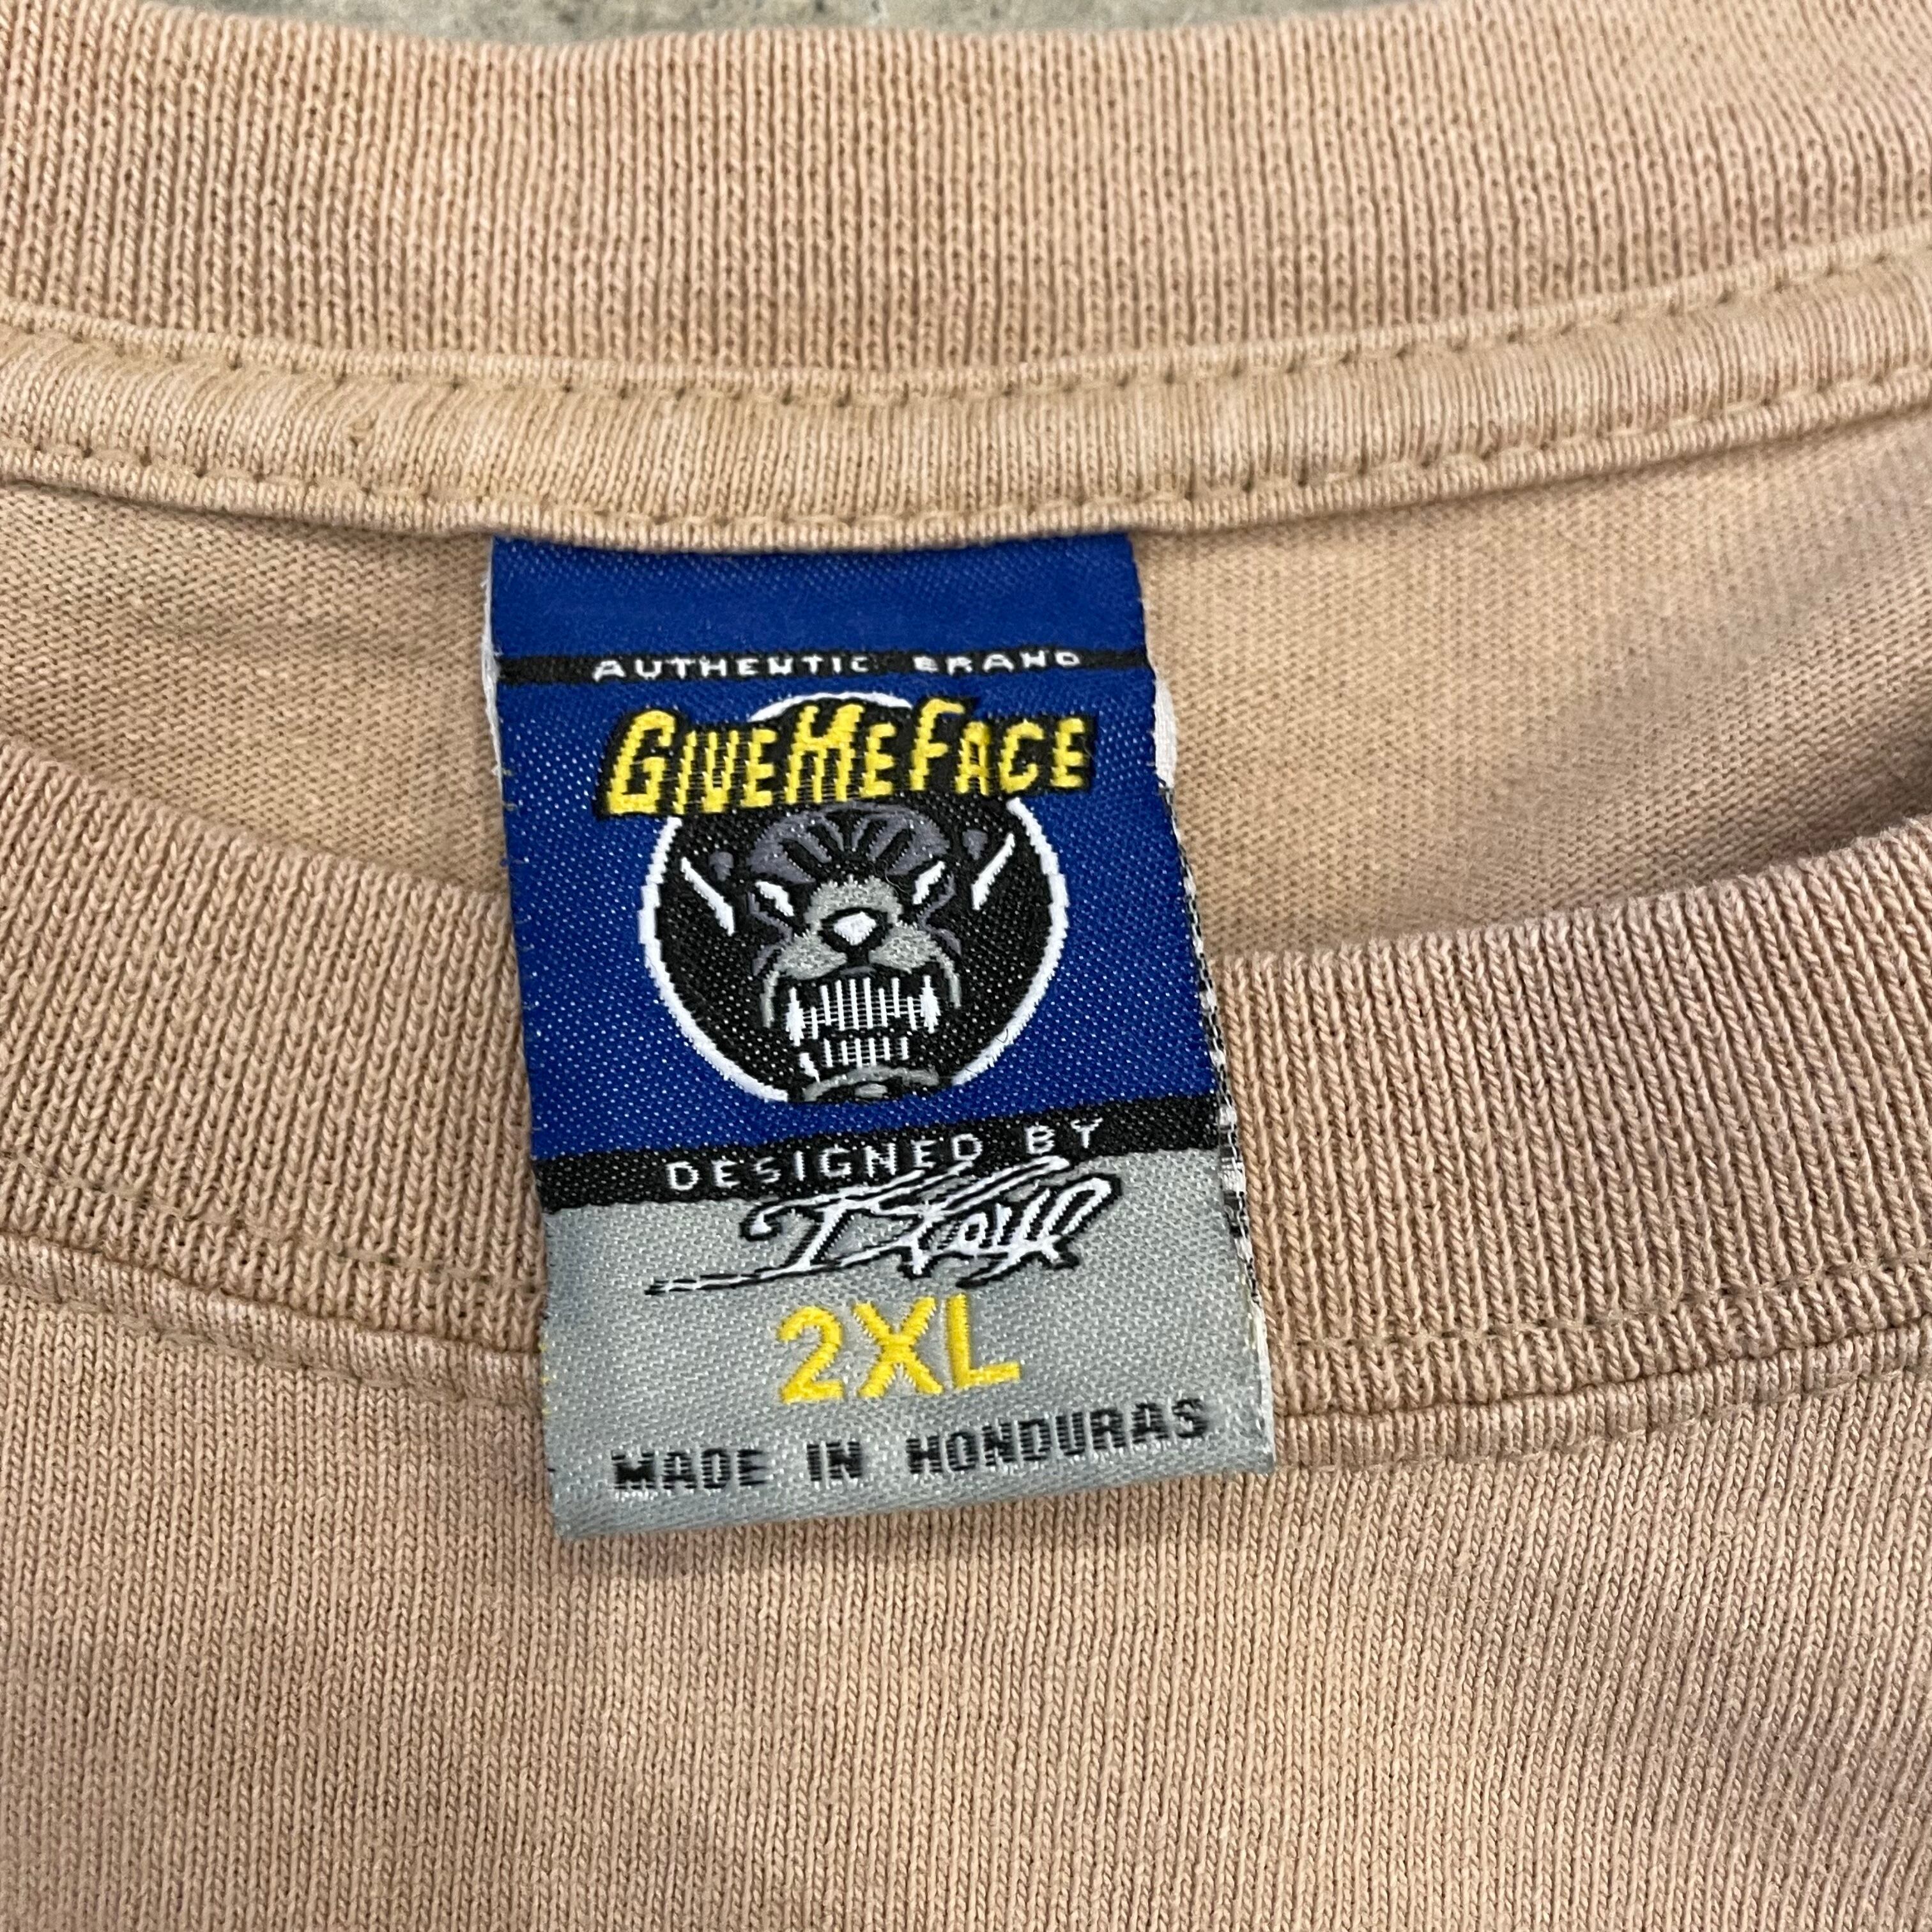 AUTHENTIC BRAND
GIVEMEFACE
DESIGNED BY
2XL
MADE IN HONDURAS